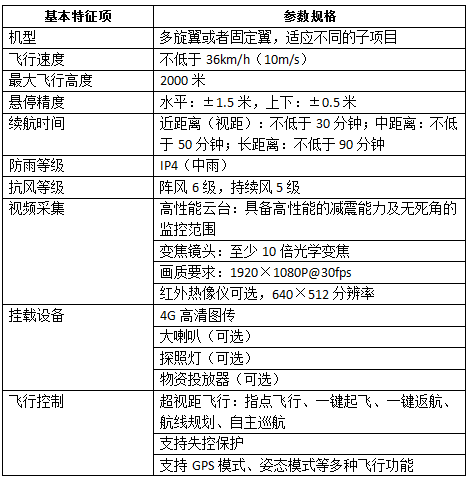 基本特征项 参数规格
机型 多旋翼或者固定翼，适应不同的子项目
飞行速度 不低于 36km/h（10m/s）
最大飞行高度 2000 米
悬停精度 水平：±1.5 米，上下：±0.5 米
续航时间 近距离（视距）：不低于 30 分钟；中距离：不低
于 50 分钟；长距离：不低于 90 分钟
防雨等级 IP4（中雨）
抗风等级 阵风 6 级，持续风 5 级
视频采集 高性能云台：具备高性能的减震能力及无死角的
监控范围
变焦镜头：至少 10 倍光学变焦
画质要求：1920×1080P@30fps
红外热像仪可选，640×512 分辨率
挂载设备 4G 高清图传
大喇叭（可选）
探照灯（可选）
物资投放器（可选）
飞行控制 超视距飞行：指点飞行、一键起飞、一键返航、
航线规划、自主巡航
支持失控保护
支持 GPS 模式、姿态模式等多种飞行功能